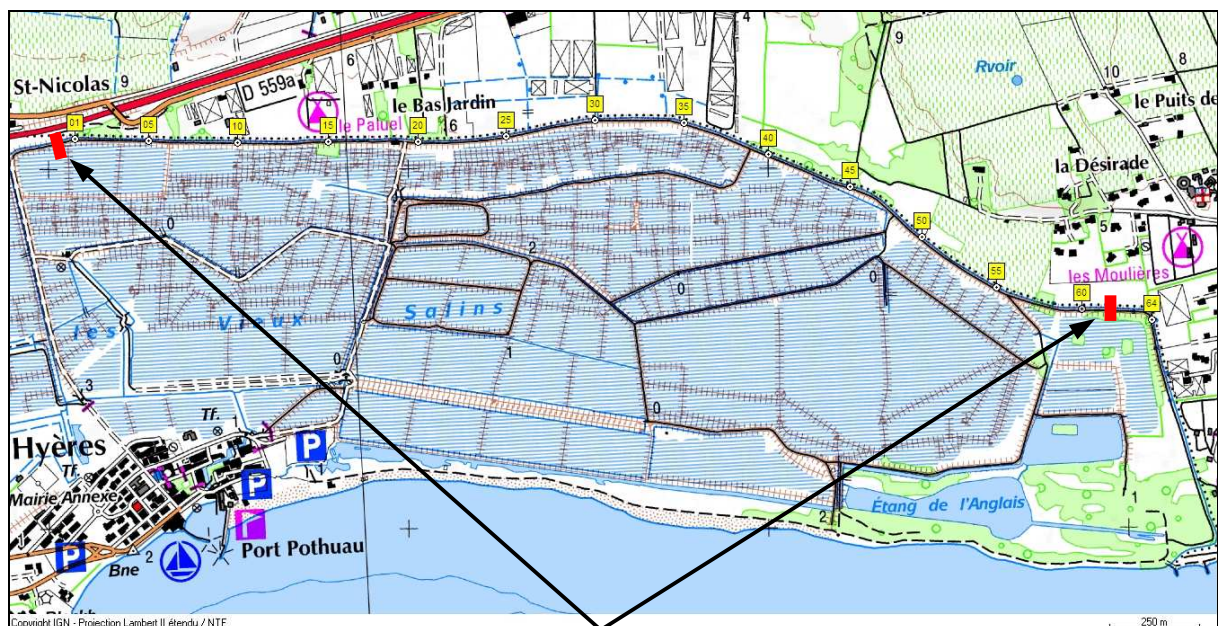 St-Nicolas
9
D 559a
6
le Bas Jardin
4
9
Rvoir
10
8
le Puits de
le Paluel
6
01
05
10
15
20
25
30
35
40
45
50
55
60
64
la Désirade
5
les Moulières
0
2
0
0
les Vieux Salins
0
1
3
0
Tf.
1
Hyères
P
Tf.
Mairie Annexe
P
1
Étang de l'Anglais
1
2
Port Pothuau
P
2
Bne
Copyright IGN - Projection Lambert II étendu / NTF
250 m